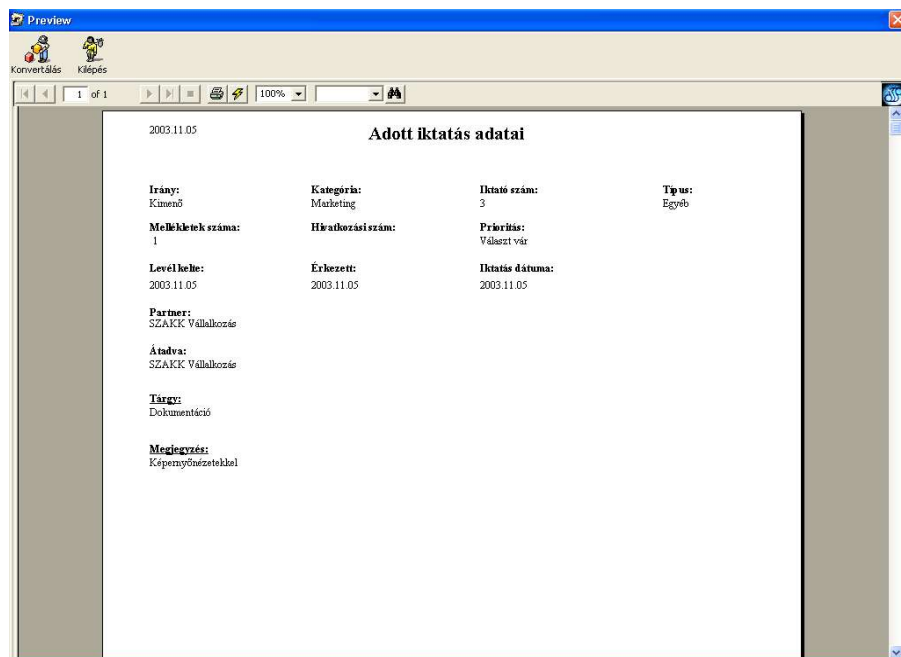 Preview
Konvertálás Kilépés
1 of 1 100%
2003.11.05 Adott iktatás adatai
Irány: Kategória: Iktató szám: Típus:
Kimenő Marketing 3 Egyéb
Mellékletek száma: Hivatkozási szám: Prioritás:
1 Választ vár
Levél kelte: Érkezett: Iktatás dátuma:
2003.11.05 2003.11.05 2003.11.05
Partner:
SZAKK Vállalkozás
Átadva:
SZAKK Vállalkozás
Tárgy:
Dokumentáció
Megjegyzés:
Képernyőnézetekkel